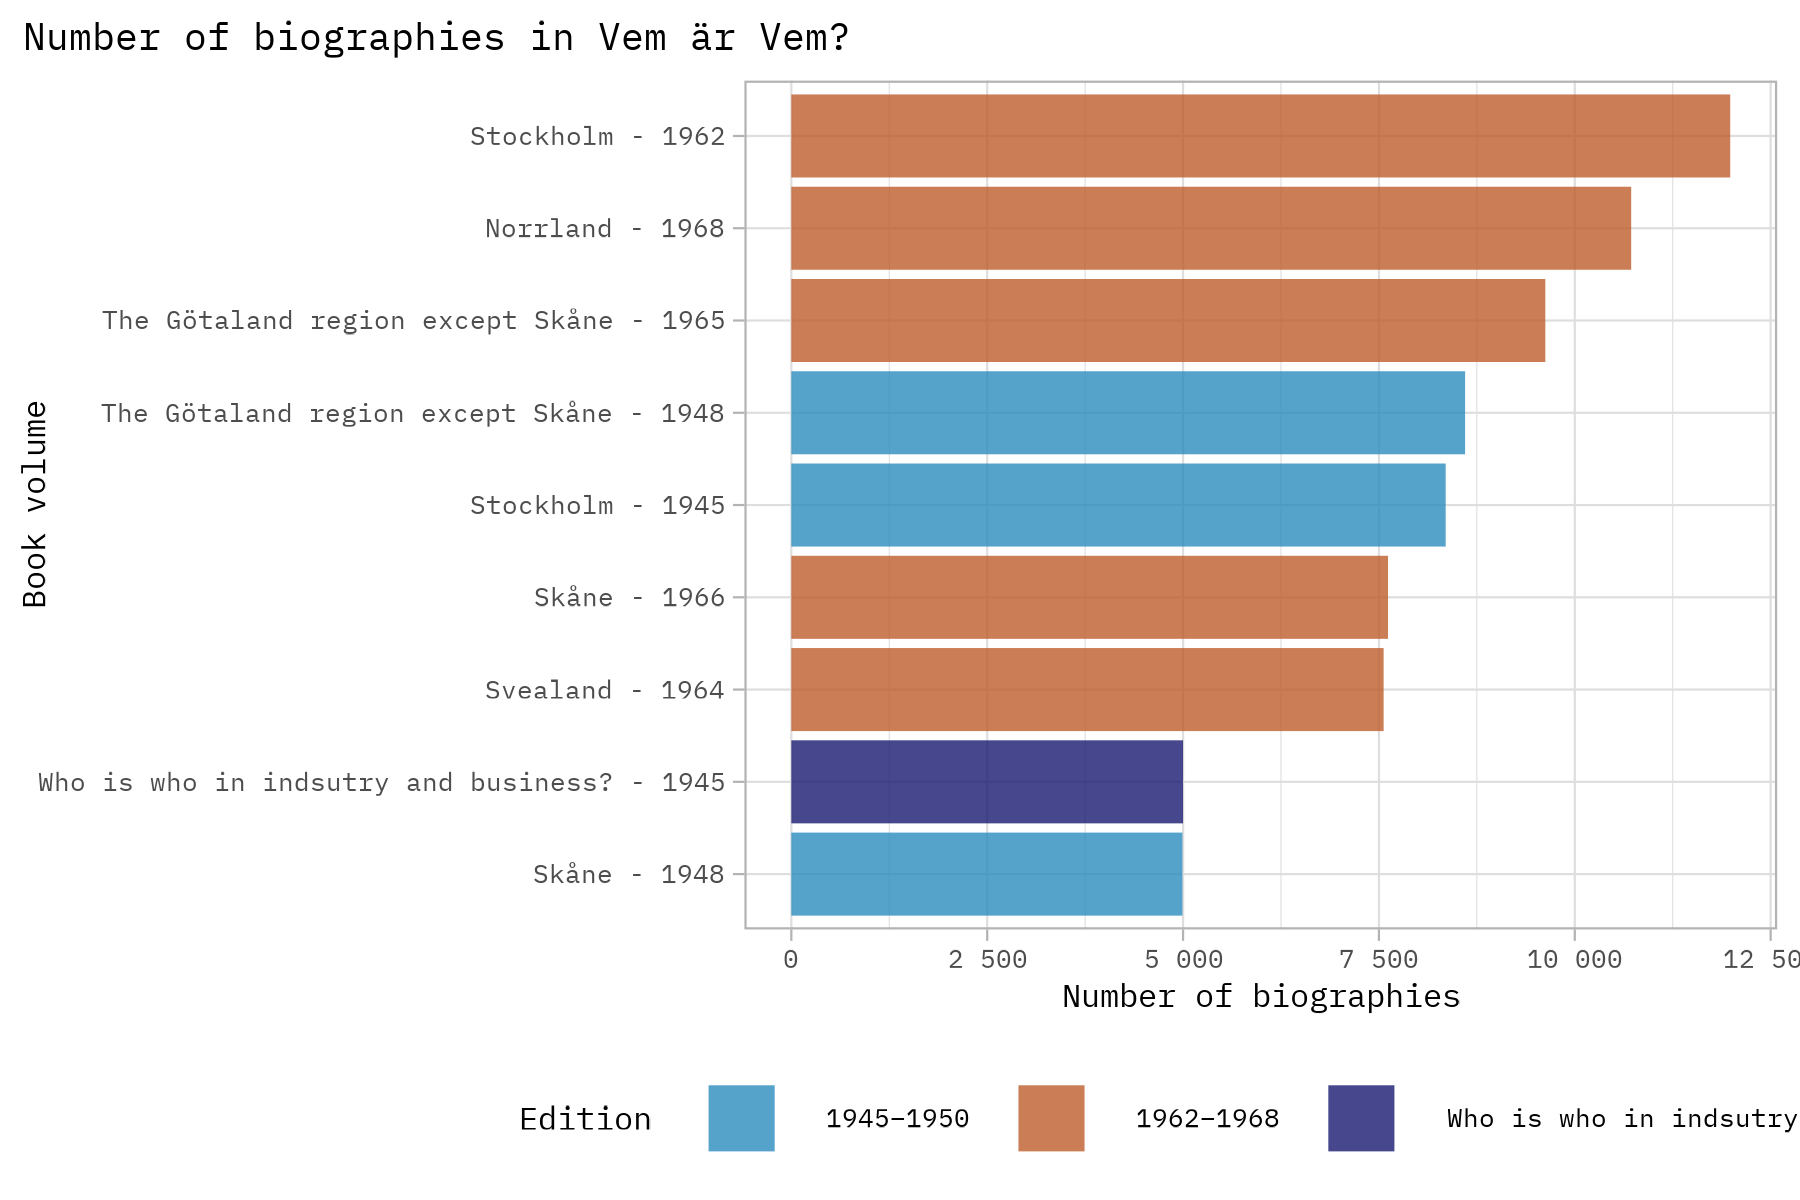 Number of biographies in Vem är Vem?
Stockholm - 1962
Norrland - 1968
The Götaland region except Skåne - 1965
The Götaland region except Skåne - 1948
Stockholm - 1945
Skåne - 1966
Svealand - 1964
Who is who in indsutry and business? - 1945
Skåne - 1948
Book volume
0 2 500 5 000 7 500 10 000 12 50
Number of biographies
Edition 1945–1950 1962–1968 Who is who in indsutry